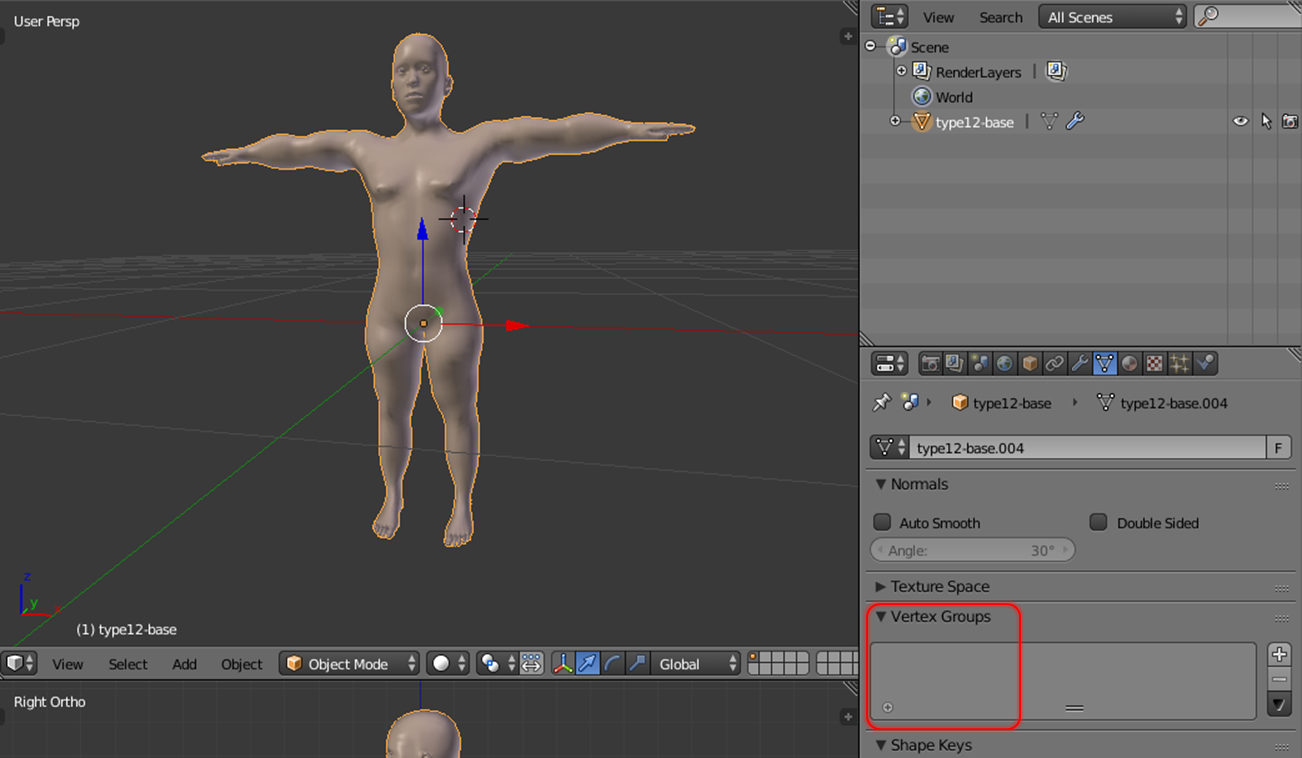 User Persp
View Search All Scenes
Scene
RenderLayers
World
type12-base
type12-base type12-base.004
type12-base.004 F
Normals
Auto Smooth Double Sided
Angle: 30°
Texture Space
Vertex Groups
Shape Keys
z
y
x
(1) type12-base
View Select Add Object Object Mode Global
Right Ortho